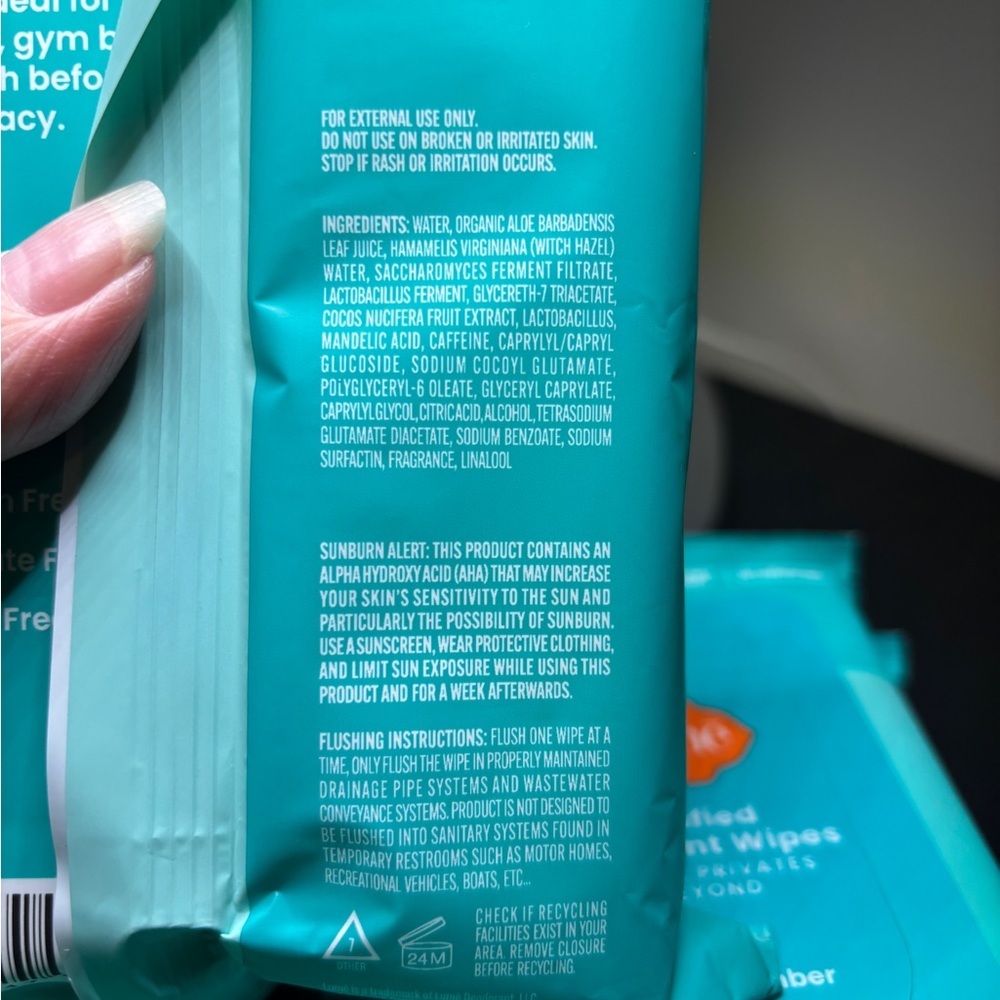 gym
acy.
FOR EXTERNAL USE ONLY.
DO NOT USE ON BROKEN OR IRRITATED SKIN.
STOP IF RASH OR IRRITATION OCCURS.
INGREDIENTS: WATER, ORGANIC ALOE BARBADENSIS
LEAF JUICE, HAMAMELIS VIRGINIANA (WITCH HAZEL)
WATER, SACCHAROMYCES FERMENT FILTRATE,
LACTOBACILLUS FERMENT, GLYCERETH-7 TRIACETATE,
COCOS NUCIFERA FRUIT EXTRACT, LACTOBACILLUS,
MANDELIC ACID, CAFFEINE, CAPRYLYL/CAPRYL
GLUCOSIDE, SODIUM COCOYL GLUTAMATE,
POLYGLYCERYL-6 OLEATE, GLYCERYL CAPRYLATE,
CAPRYLYL GLYCOL, CITRIC ACID, ALCOHOL, TETRASODIUM
GLUTAMATE DIACETATE, SODIUM BENZOATE, SODIUM
SURFACTIN, FRAGRANCE, LINALOOL
SUNBURN ALERT: THIS PRODUCT CONTAINS AN
ALPHA HYDROXY ACID (AHA) THAT MAY INCREASE
YOUR SKIN'S SENSITIVITY TO THE SUN AND
PARTICULARLY THE POSSIBILITY OF SUNBURN.
USE A SUNSCREEN, WEAR PROTECTIVE CLOTHING,
AND LIMIT SUN EXPOSURE WHILE USING THIS
PRODUCT AND FOR A WEEK AFTERWARDS.
FLUSHING INSTRUCTIONS: FLUSH ONE WIPE AT A
TIME, ONLY FLUSH THE WIPE IN PROPERLY MAINTAINED
DRAINAGE PIPE SYSTEMS AND WASTEWATER
CONVEYANCE SYSTEMS. PRODUCT IS NOT DESIGNED TO
BE FLUSHED INTO SANITARY SYSTEMS FOUND IN
TEMPORARY RESTROOMS SUCH AS MOTOR HOMES,
RECREATIONAL VEHICLES, BOATS, ETC...
7
OTHER
24M
CHECK IF RECYCLING
FACILITIES EXIST IN YOUR
AREA. REMOVE CLOSURE
BEFORE RECYCLING.
Wipes
PRIVATES